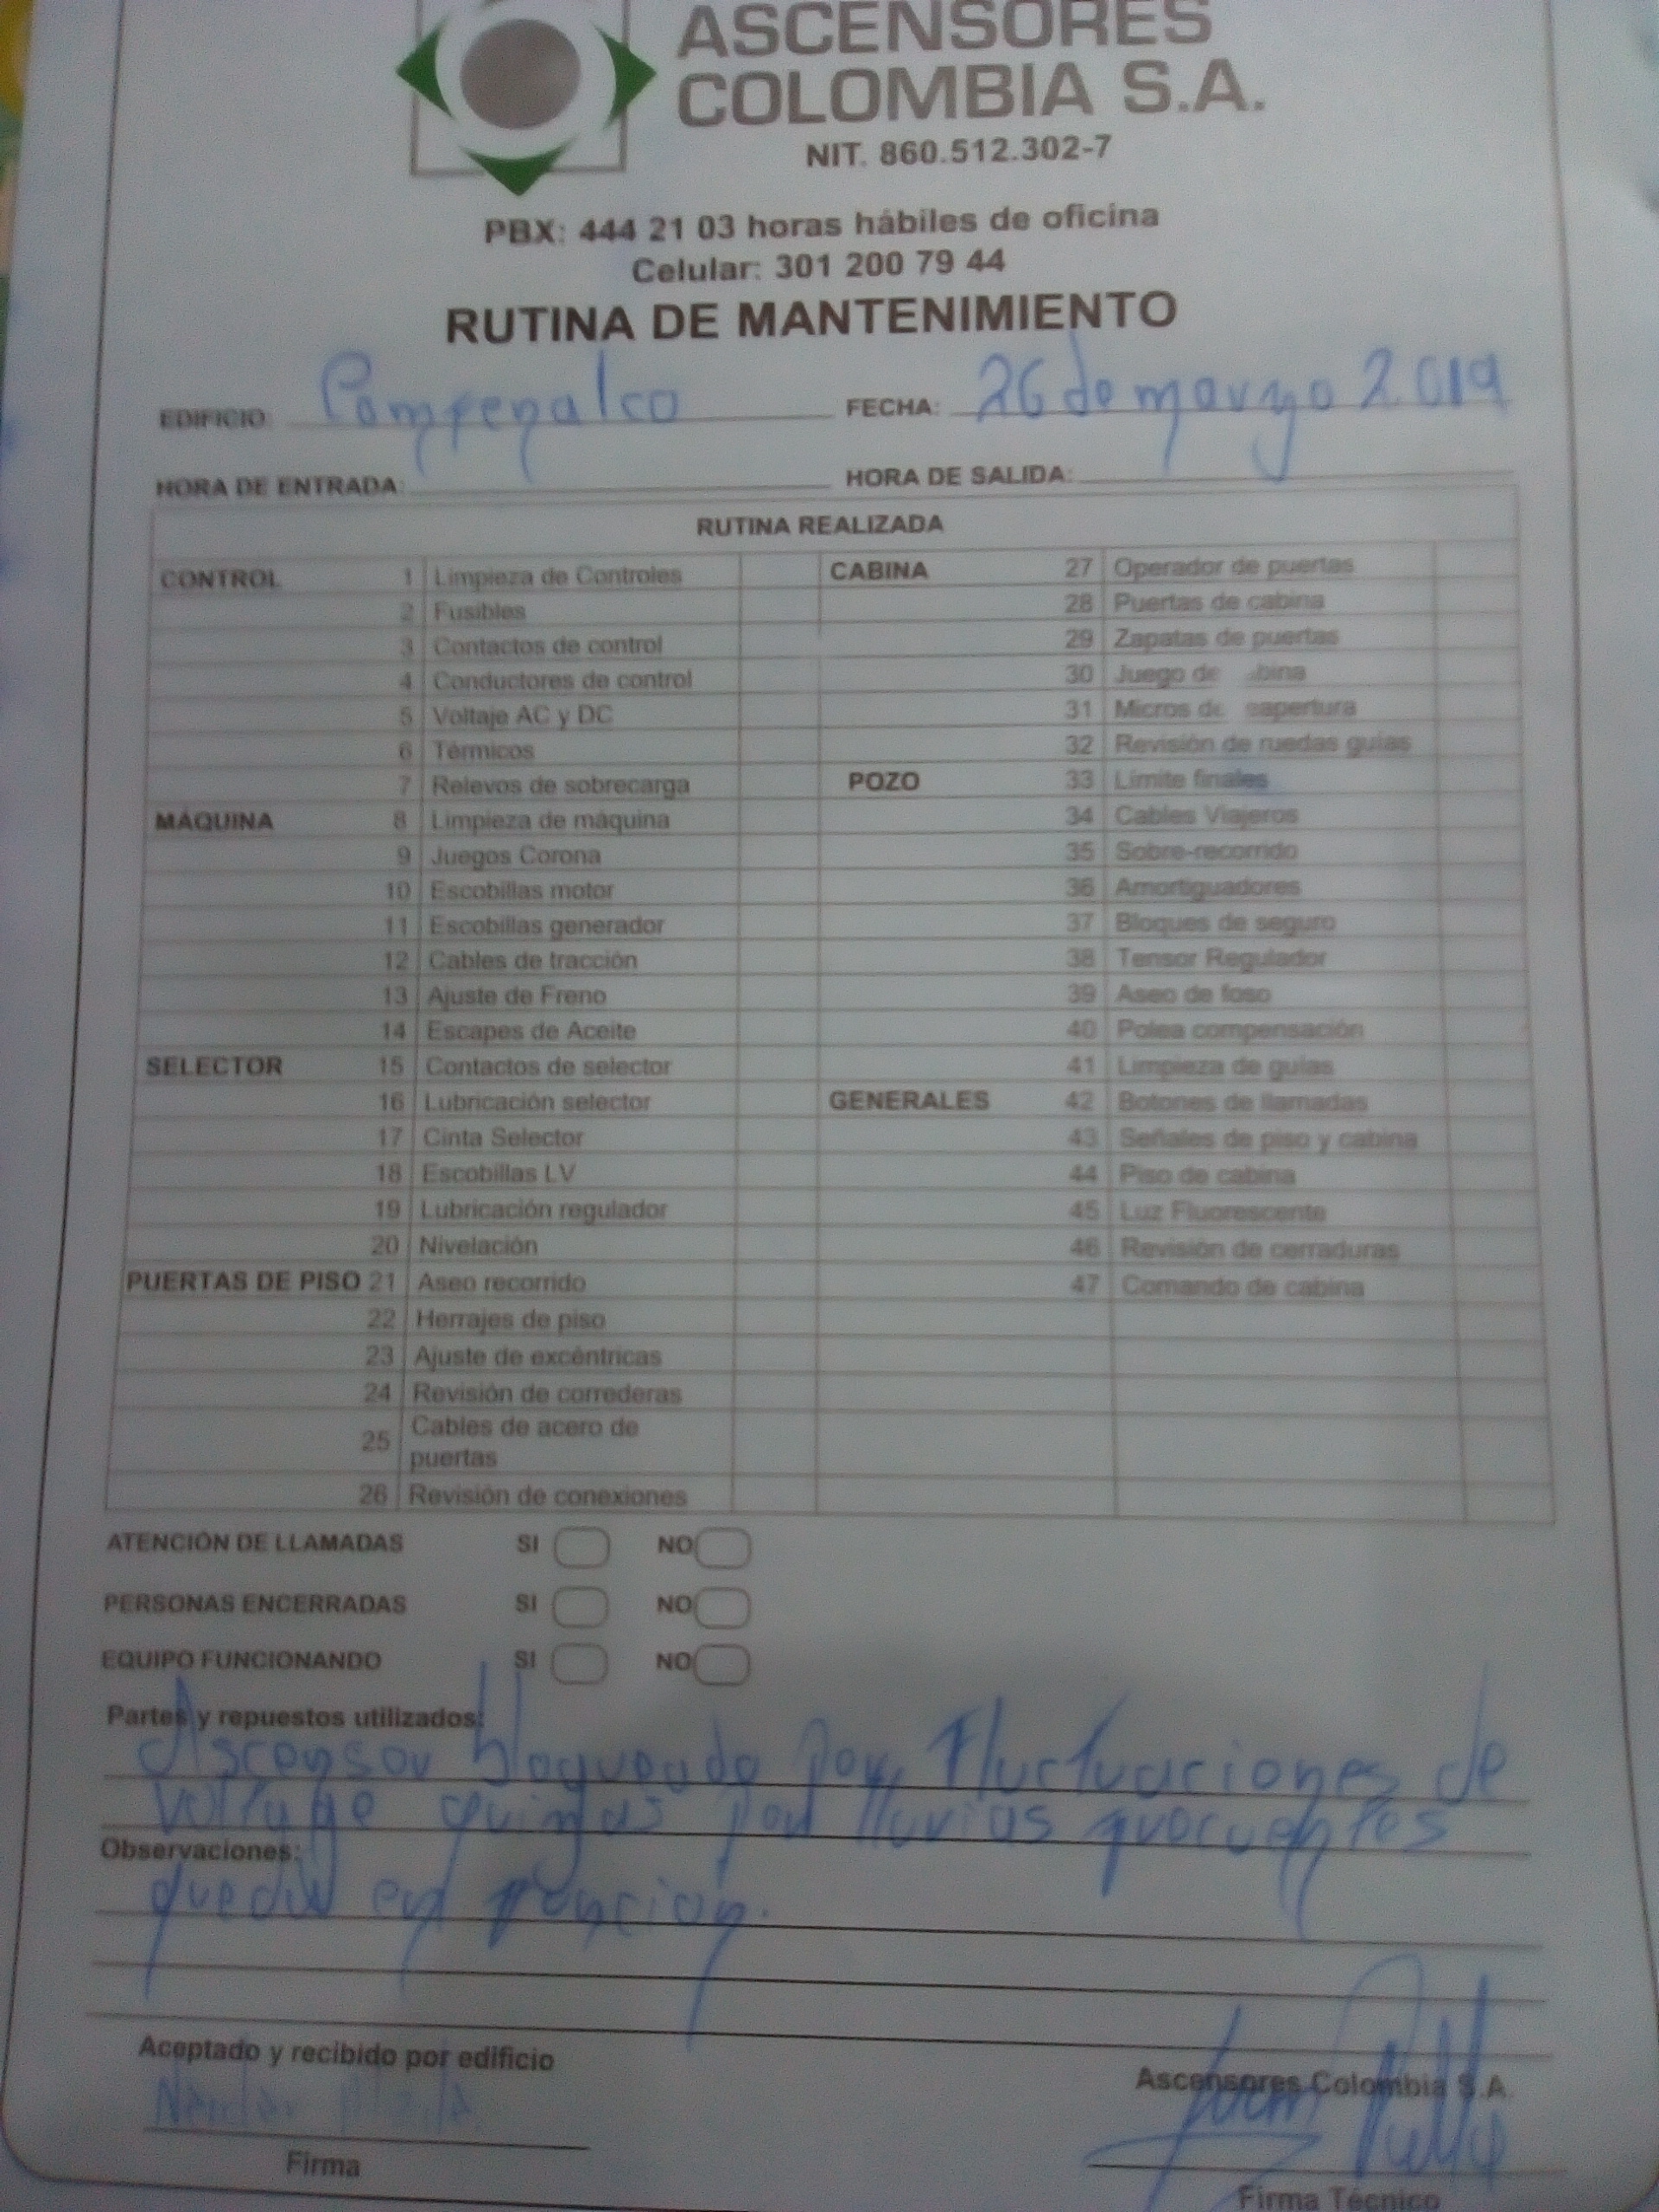 ASCENSORES
COLOMBIA S.A.
NIT. 860.512.302-7
PBX: 444 21 03 horas hábiles de oficina
Celular: 301 200 79 44
RUTINA DE MANTENIMIENTO
EDIFICIO: Comfenalco FECHA: 26 de marzo 2019
HORA DE ENTRADA: HORA DE SALIDA:
RUTINA REALIZADA
CONTROL 1 Limpieza de Controles CABINA 27 Operador de puertas
2 Fusibles 28 Puertas de cabina
3 Contactos de control 29 Zapatas de puertas
4 Conductores de control 30 Juego de bina
5 Voltaje AC y DC 31 Micros de eapertura
6 Térmicos 32 Revisión de ruedas guías
7 Relevos de sobrecarga POZO 33 Límite finales
MÁQUINA 8 Limpieza de máquina 34 Cables Viajeros
9 Juegos Corona 35 Sobre-recorrido
10 Escobillas motor 36 Amortiguadores
11 Escobillas generador 37 Bloques de seguro
12 Cables de tracción 38 Tensor Regulador
13 Ajuste de Freno 39 Aseo de foso
14 Escapes de Aceite 40 Polea compensación
SELECTOR 15 Contactos de selector 41 Limpieza de guías
16 Lubricación selector GENERALES 42 Botones de llamadas
17 Cinta Selector 43 Señales de piso y cabina
18 Escobillas LV 44 Piso de cabina
19 Lubricación regulador 45 Luz Fluorescente
20 Nivelación 46 Revisión de cerraduras
PUERTAS DE PISO 21 Aseo recorrido 47 Comando de cabina
22 Herrajes de piso
23 Ajuste de excéntricas
24 Revisión de correderas
25 Cables de acero de
puertas
26 Revisión de conexiones
ATENCIÓN DE LLAMADAS SI NO
PERSONAS ENCERRADAS SI NO
EQUIPO FUNCIONANDO SI NO
Partes y repuestos utilizados:
Ascensor bloqueado por Fluctuaciones de
voltage por lluvias
Observaciones:
queda en
Aceptado y recibido por edificio
Ascensores Colombia S.A.
Firma
Firma Técnico